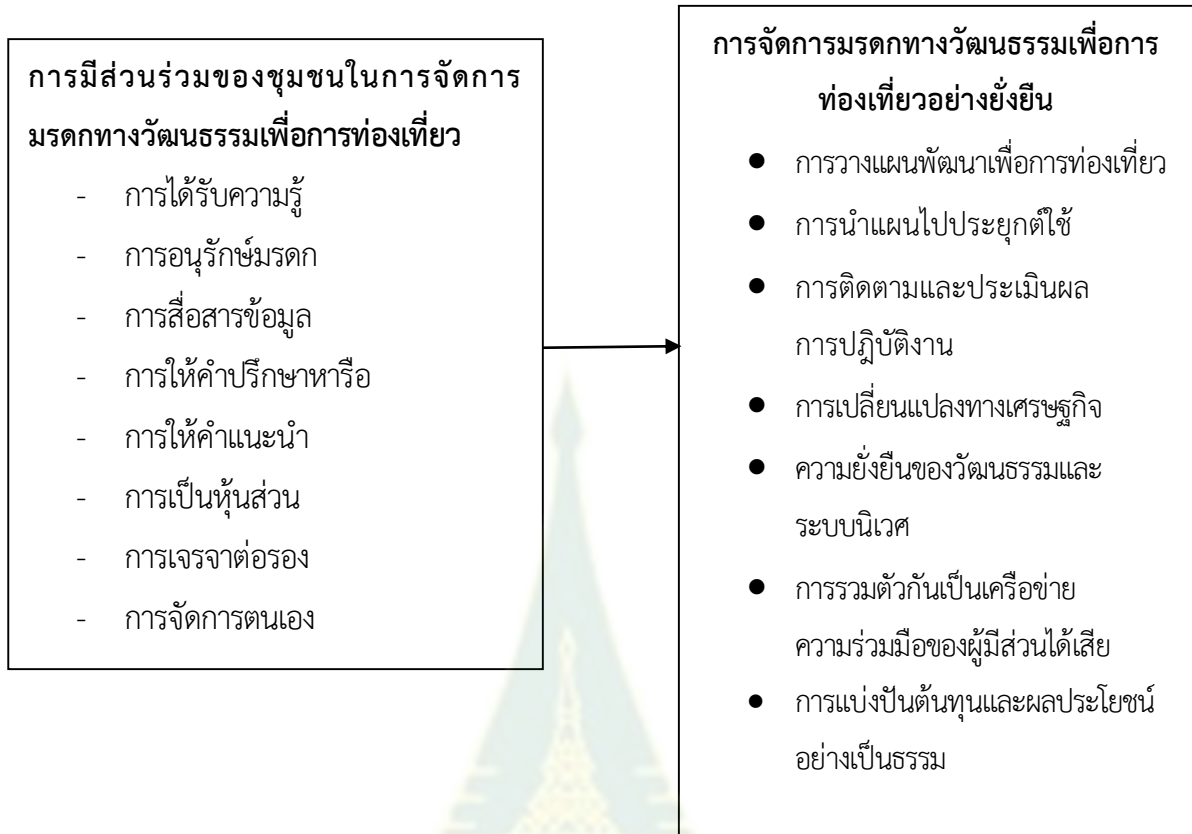 การมีส่วนร่วมของชุมชนในการจัดการ
มรดกทางวัฒนธรรมเพื่อการท่องเที่ยว
- การได้รับความรู้
- การอนุรักษ์มรดก
- การสื่อสารข้อมูล
- การให้คำปรึกษาหารือ
- การให้คำแนะนำ
- การเป็นหุ้นส่วน
- การเจรจาต่อรอง
- การจัดการตนเอง
การจัดการมรดกทางวัฒนธรรมเพื่อการ
ท่องเที่ยวอย่างยั่งยืน
● การวางแผนพัฒนาเพื่อการท่องเที่ยว
● การนำแผนไปประยุกต์ใช้
● การติดตามและประเมินผล
การปฎิบัติงาน
● การเปลี่ยนแปลงทางเศรษฐกิจ
● ความยั่งยืนของวัฒนธรรมและ
ระบบนิเวศ
● การรวมตัวกันเป็นเครือข่าย
ความร่วมมือของผู้มีส่วนได้เสีย
● การแบ่งปันต้นทุนและผลประโยชน์
อย่างเป็นธรรม